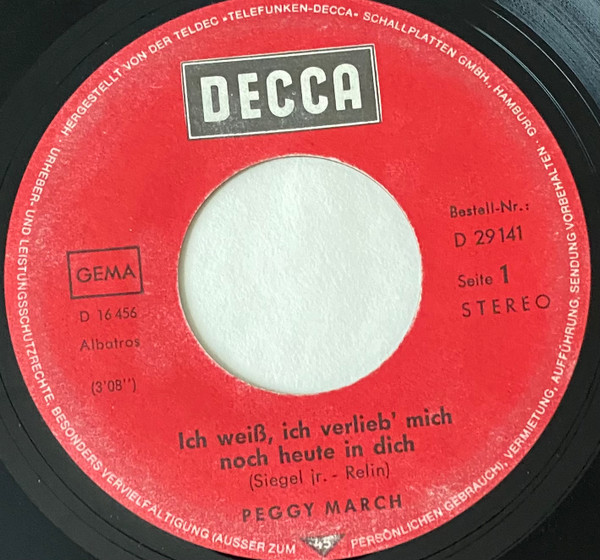 · HERGESTELLT VON DER TELDEC »TELEFUNKEN-DECCA« SCHALLPLATTEN GMBH., HAMBURG ·
DECCA
Bestell-Nr.:
D 29141
Seite 1
STEREO
GEMA
D 16 456
Albatros
(3'08")
Ich weiß, ich verlieb' mich
noch heute in dich
(Siegel jr. - Relin)
PEGGY MARCH
45
URHEBER- UND LEISTUNGSSCHUTZRECHTE, BESONDERS VERVIELFÄLTIGUNG (AUSSER ZUM PERSÖNLICHEN GEBRAUCH), VERMIETUNG, AUFFÜHRUNG, SENDUNG VORBEHALTEN